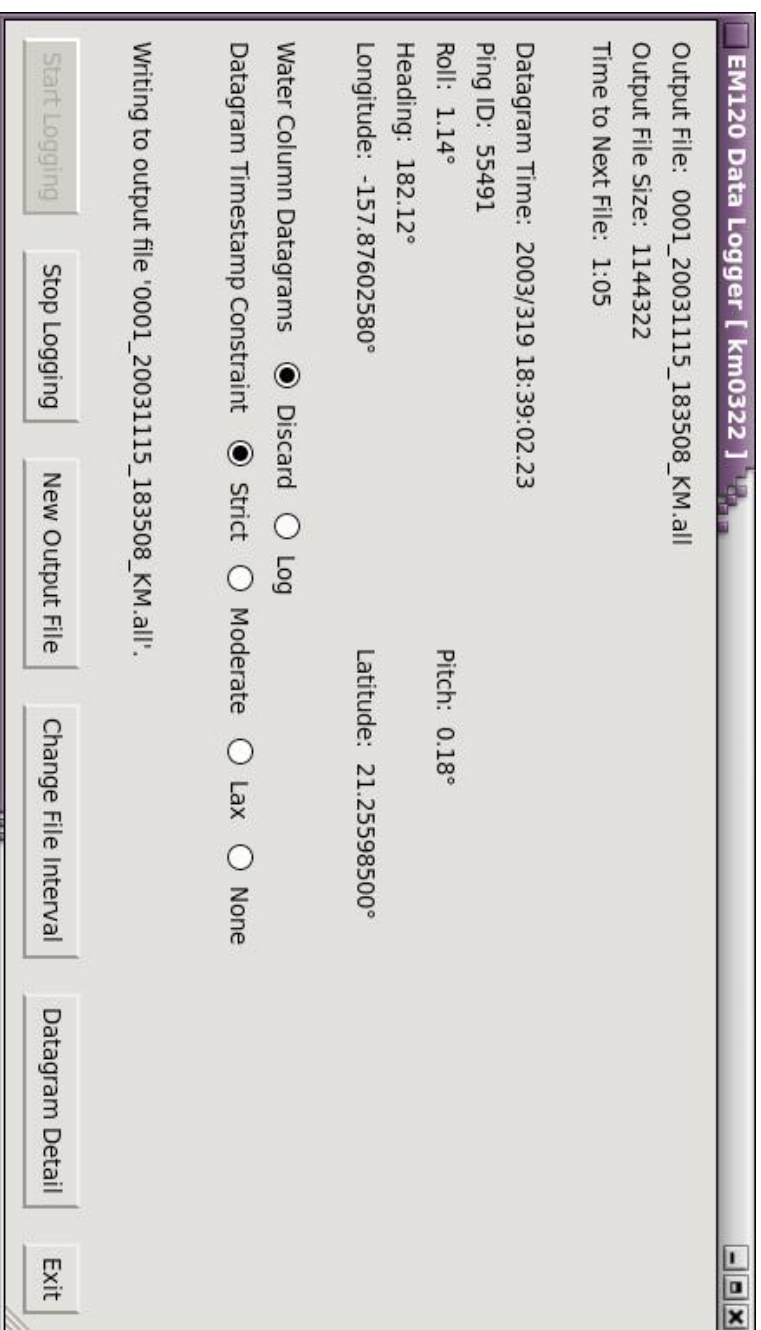 EM120 Data Logger [ km0322 ]
Output File: 0001_20031115_183508_KM.all
Output File Size: 1144322
Time to Next File: 1:05
Datagram Time: 2003/319 18:39:02.23
Ping ID: 55491
Roll: 1.14° Pitch: 0.18°
Heading: 182.12°
Longitude: -157.87602580° Latitude: 21.25598500°
Water Column Datagrams Discard Log
Datagram Timestamp Constraint Strict Moderate Lax None
Writing to output file '0001_20031115_183508_KM.all'.
Start Logging Stop Logging New Output File Change File Interval Datagram Detail Exit